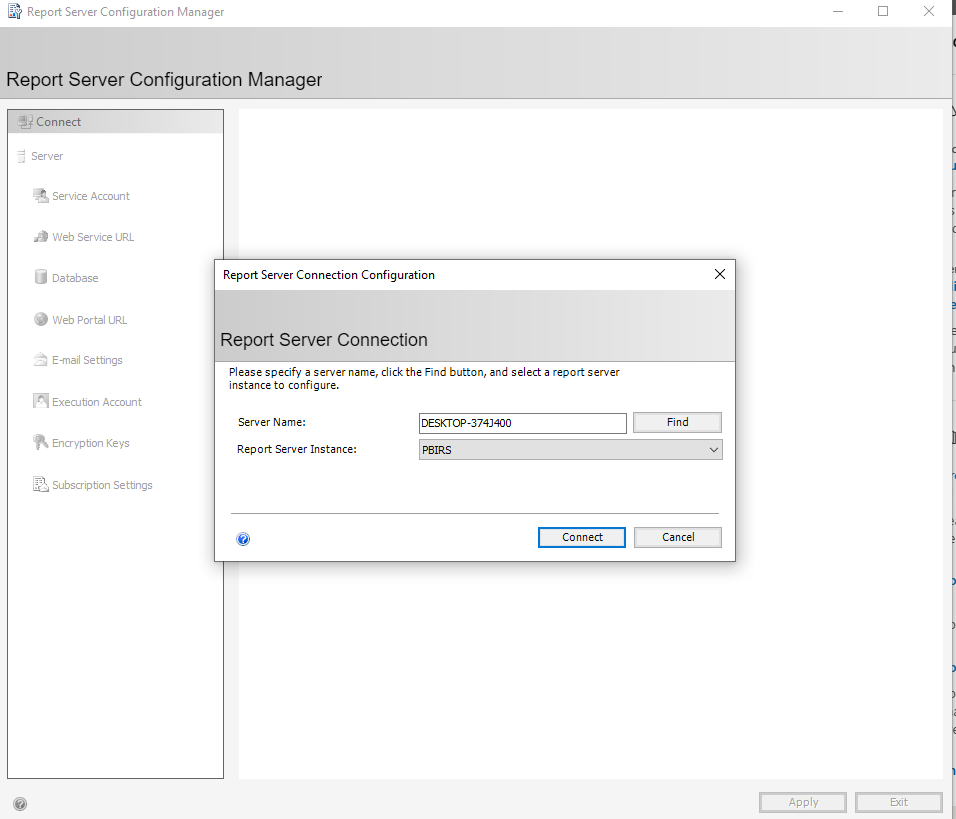 Report Server Configuration Manager
Report Server Configuration Manager
Connect
Server
Service Account
Web Service URL
Database
Web Portal URL
E-mail Settings
Execution Account
Encryption Keys
Subscription Settings
Report Server Connection Configuration
Report Server Connection
Please specify a server name, click the Find button, and select a report server
instance to configure.
Server Name:
DESKTOP-374J400
Find
Report Server Instance:
PBIRS
Connect
Cancel
Apply
Exit